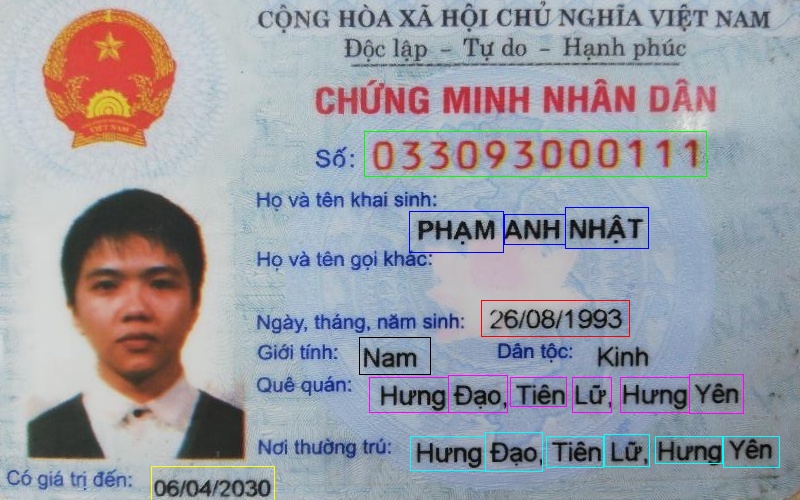 CỘNG HÒA XÃ HỘI CHỦ NGHĨA VIỆT NAM
Độc lập - Tự do - Hạnh phúc
CHỨNG MINH NHÂN DÂN
VIỆT NAM
Số: 033093000111
Họ và tên khai sinh:
PHẠM ANH NHẬT
Họ và tên gọi khác:
Ngày, tháng, năm sinh: 26/08/1993
Giới tính: Nam Dân tộc: Kinh
Quê quán: Hưng Đạo, Tiên Lữ, Hưng Yên
Nơi thường trú: Hưng Đạo, Tiên Lữ, Hưng Yên
Có giá trị đến: 06/04/2030